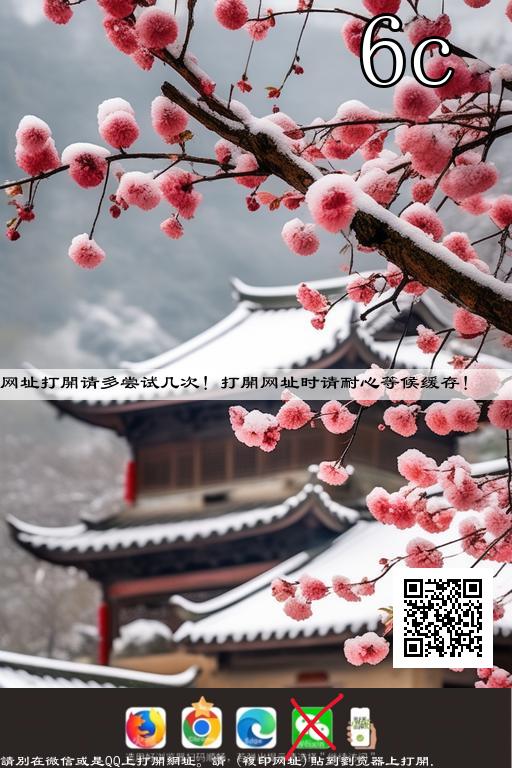 6c
网址打開请多尝试几次！打開网址时请耐心等候缓存！
請別在微信或是QQ上打開網址。請（複印网址）貼到劉览器上打開．